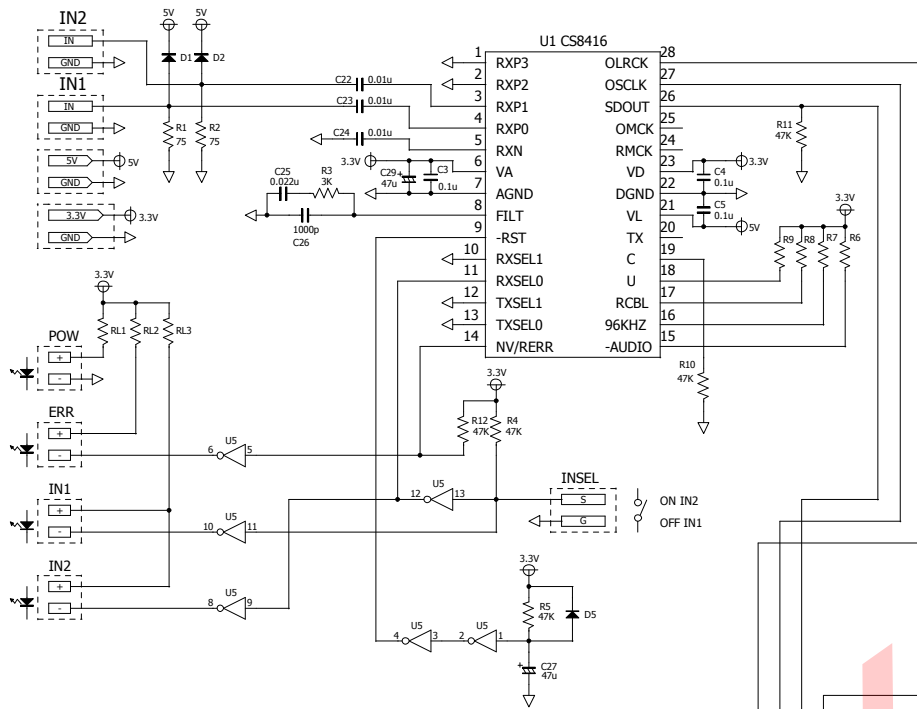 IN2
IN
GND
IN1
IN
GND
5V
5V
GND
3.3V
3.3V
GND
5V
5V
D1
D2
R1
75
R2
75
C22 0.01u
C23 0.01u
C24 0.01u
3.3V
C29
+
47u
C3
0.1u
C25
0.022u
R3
3K
1000p
C26
U1 CS8416
1 RXP3 OLRCK 28
2 RXP2 OSCLK 27
3 RXP1 SDOUT 26
4 RXP0 OMCK 25
5 RXN RMCK 24
6 VA VD 23
7 AGND DGND 22
8 FILT VL 21
9 -RST TX 20
10 RXSEL1 C 19
11 RXSEL0 U 18
12 TXSEL1 RCBL 17
13 TXSEL0 96KHZ 16
14 NV/RERR -AUDIO 15
R11
47K
3.3V
C4
0.1u
C5
0.1u
5V
3.3V
R9 R8 R7 R6
R10
47K
3.3V
RL1 RL2 RL3
POW
+
-
ERR
+
-
6 U5 5
3.3V
R12
47K
R4
47K
IN1
+
-
10 U5 11
12 U5 13
INSEL
S
G
ON IN2
OFF IN1
IN2
+
-
8 U5 9
3.3V
R5
47K
D5
4 U5 3
2 U5 1
+
C27
47u